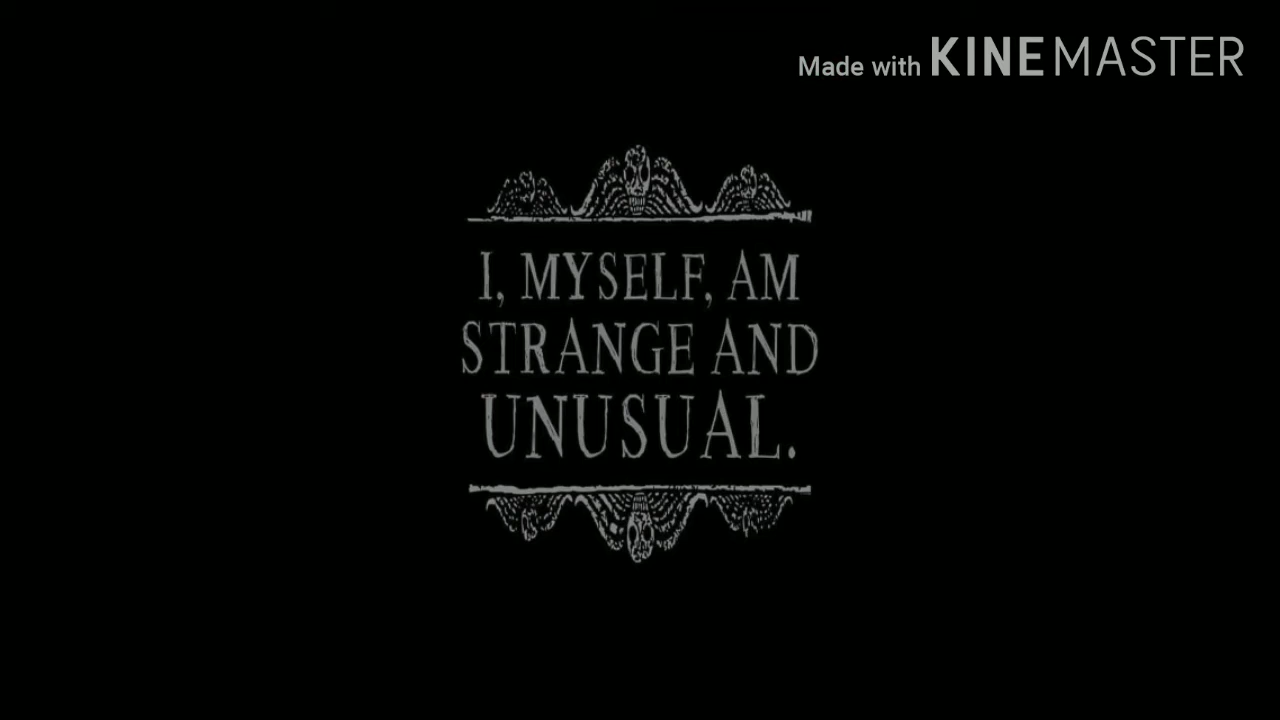 Made with KINEMASTER
I, MYSELF, AM
STRANGE AND
UNUSUAL.